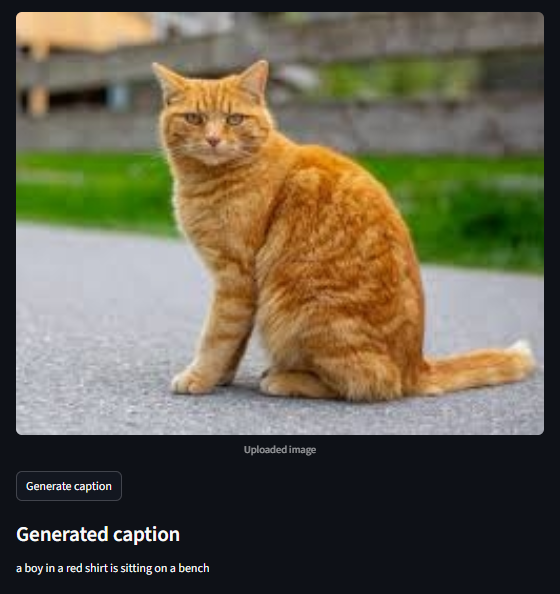 Uploaded image
Generate caption
Generated caption
a boy in a red shirt is sitting on a bench